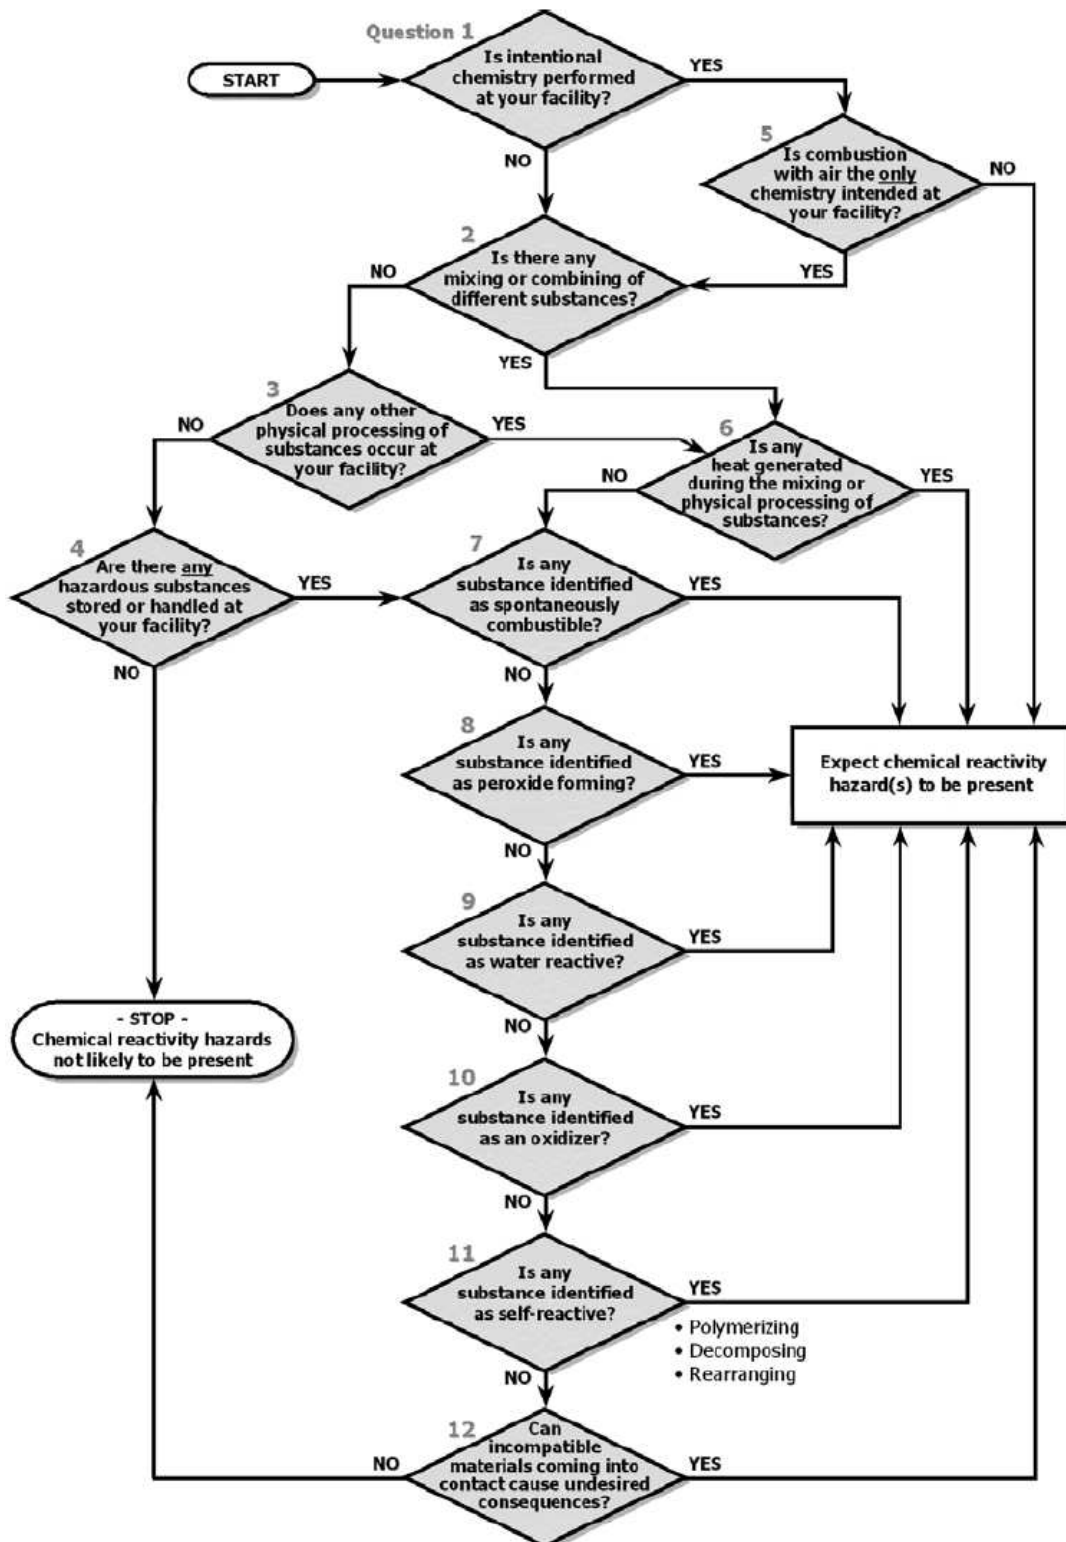 Question 1
Is intentional
chemistry performed
at your facility?
START
YES
NO
5
Is combustion
with air the only
chemistry intended at
your facility?
NO
YES
2
Is there any
mixing or combining of
different substances?
NO
YES
3
Does any other
physical processing of
substances occur at
your facility?
NO
YES
6
Is any
heat generated
during the mixing or
physical processing of
substances?
NO
YES
4
Are there any
hazardous substances
stored or handled at
your facility?
YES
NO
7
Is any
substance identified
as spontaneously
combustible?
YES
NO
8
Is any
substance identified
as peroxide forming?
YES
NO
Expect chemical reactivity
hazard(s) to be present
9
Is any
substance identified
as water reactive?
YES
NO
- STOP -
Chemical reactivity hazards
not likely to be present
10
Is any
substance identified
as an oxidizer?
YES
NO
11
Is any
substance identified
as self-reactive?
YES
• Polymerizing
• Decomposing
• Rearranging
NO
12
Can
incompatible
materials coming into
contact cause undesired
consequences?
NO
YES